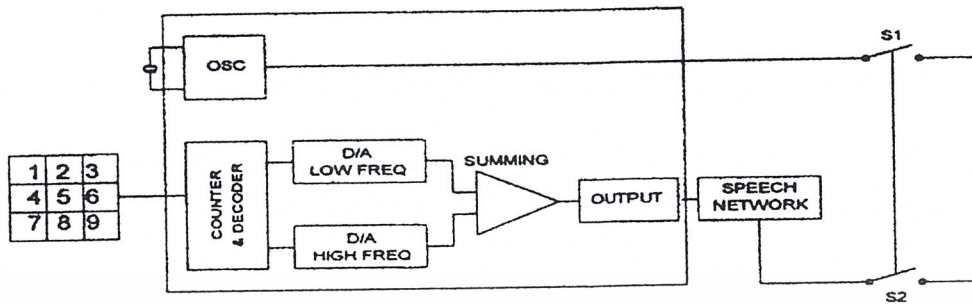 S1
OSC
1 2 3
4 5 6
7 8 9
COUNTER
& DECODER
D/A
LOW FREQ
D/A
HIGH FREQ
SUMMING
OUTPUT
SPEECH
NETWORK
S2